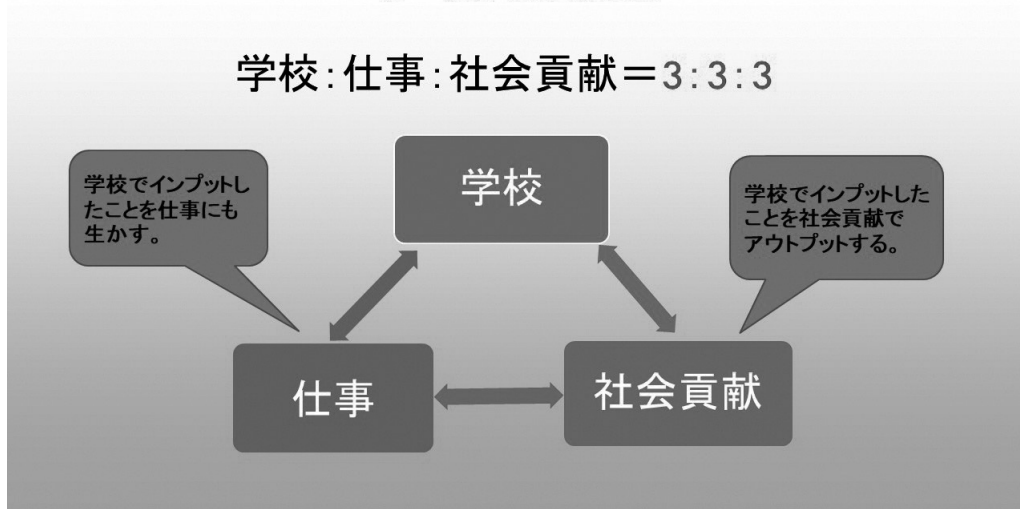 学校:仕事:社会貢献＝3:3:3
学校
学校でインプットし
たことを仕事にも
生かす。
学校でインプットした
ことを社会貢献で
アウトプットする。
仕事
社会貢献